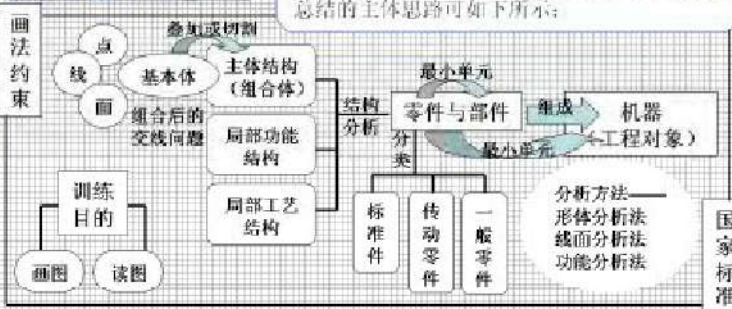 总结的主体思路可如下所示:
画法约束
点
线
面
叠加或切割
基本体
组合后的
交线问题
主体结构
（组合体）
局部功能
结构
局部工艺
结构
结构
分析
最小单元
零件与部件
组成
机器
（工程对象）
最小单元
分类
标准件
传动零件
一般零件
训练
目的
画图
读图
分析方法——
形体分析法
线面分析法
功能分析法
国家标准